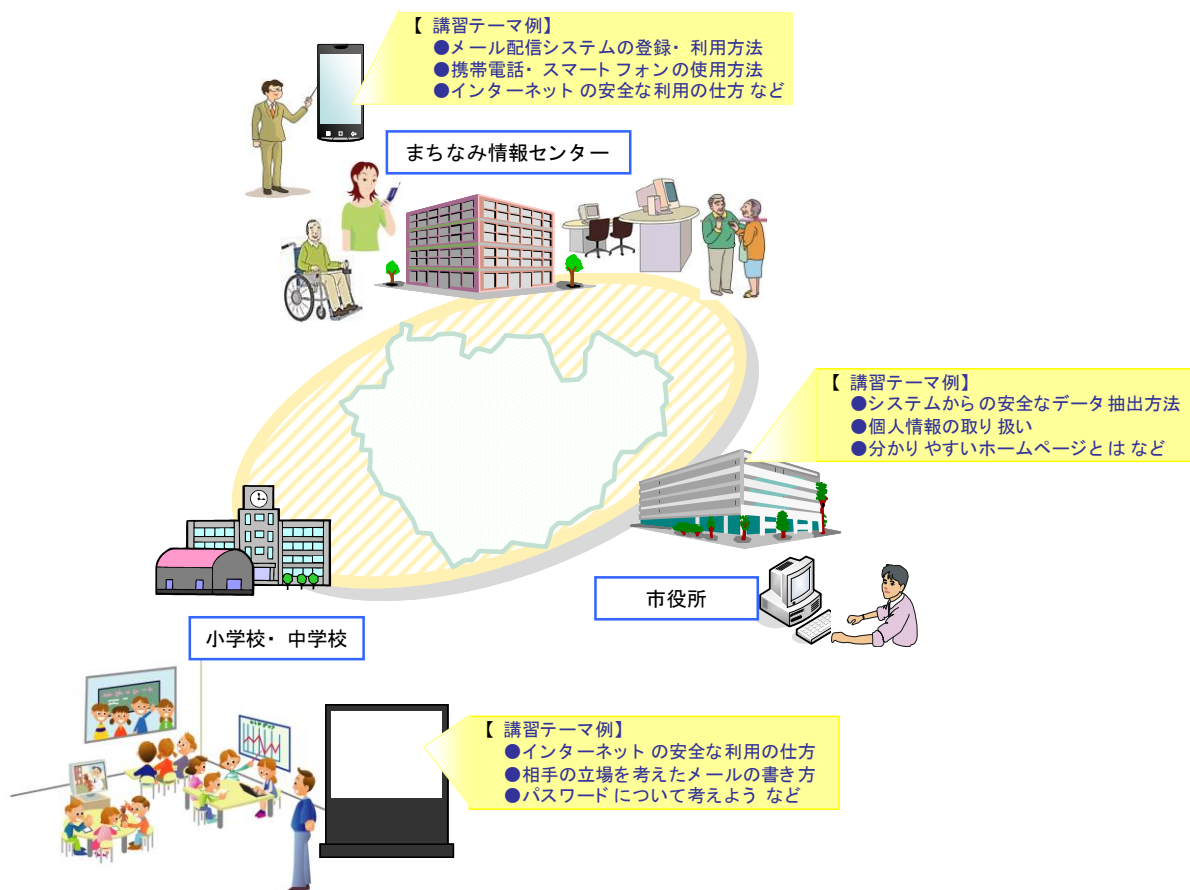 【 講習テーマ例】
●メール配信システムの登録・ 利用方法
●携帯電話・ スマートフォンの使用方法
●インターネット の安全な利用の仕方 など
まちなみ情報センター
【 講習テーマ例】
●システムからの安全なデータ抽出方法
●個人情報の取り扱い
●分かりやすいホームページとは など
市役所
小学校・ 中学校
【 講習テーマ例】
●インターネット の安全な利用の仕方
●相手の立場を考えたメールの書き方
●パスワードについて考えよう など